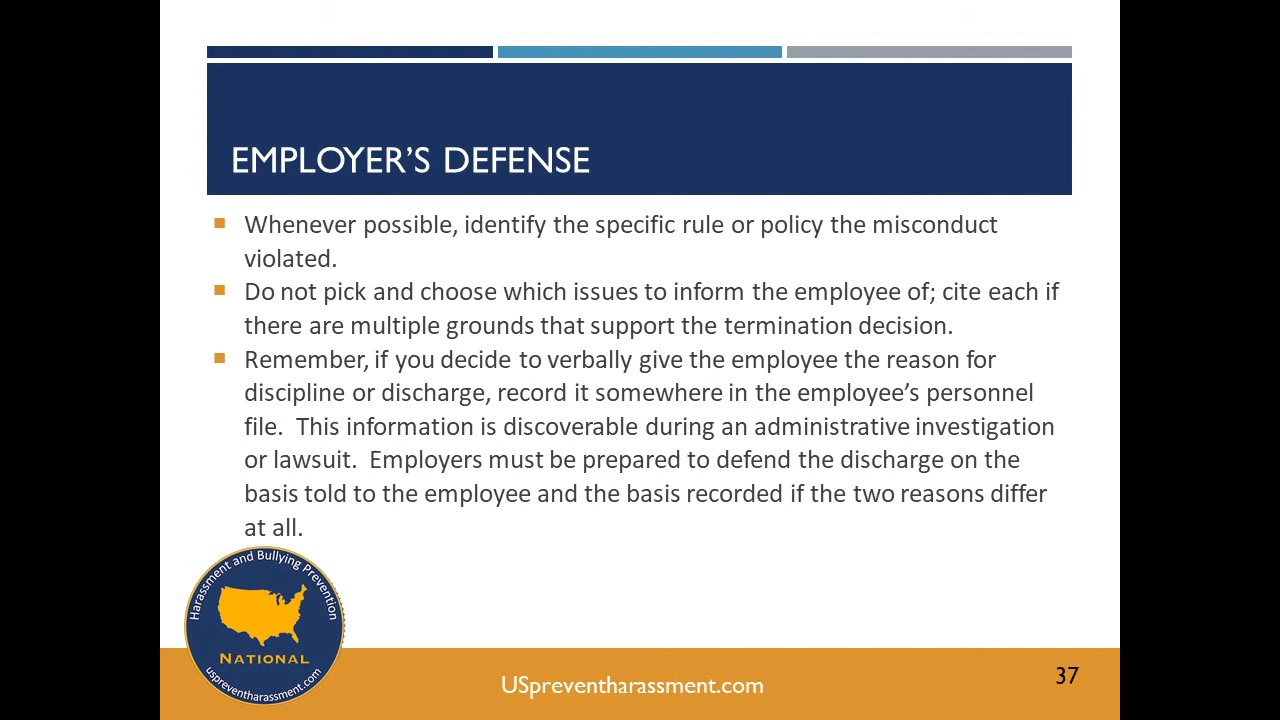 EMPLOYER’S DEFENSE
Whenever possible, identify the specific rule or policy the misconduct
violated.
Do not pick and choose which issues to inform the employee of; cite each if
there are multiple grounds that support the termination decision.
Remember, if you decide to verbally give the employee the reason for
discipline or discharge, record it somewhere in the employee’s personnel
file.  This information is discoverable during an administrative investigation
or lawsuit.  Employers must be prepared to defend the discharge on the
basis told to the employee and the basis recorded if the two reasons differ
at all.
Harassment and Bullying Prevention
NATIONAL
uspreventharassment.com
USpreventharassment.com
37